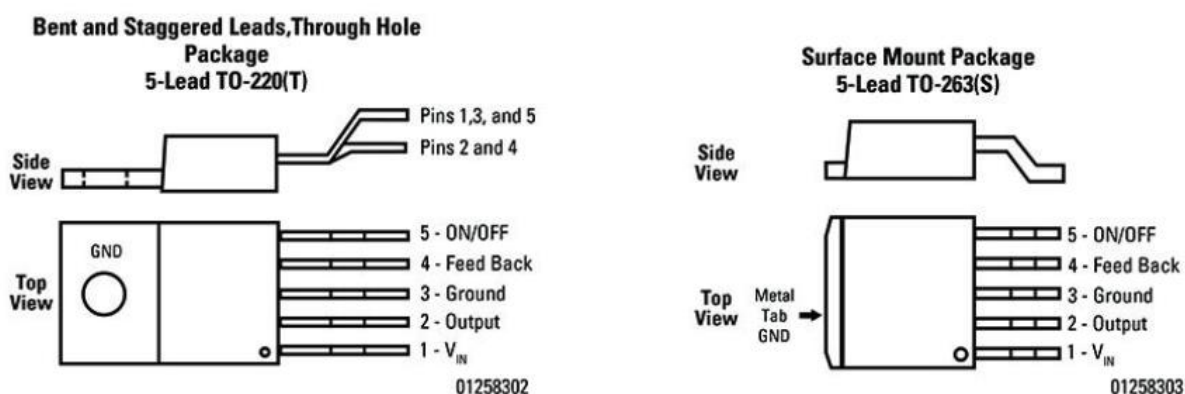 Bent and Staggered Leads,Through Hole
Package
5-Lead TO-220(T)
Side
View
Pins 1,3, and 5
Pins 2 and 4
Top
View
GND
5 - ON/OFF
4 - Feed Back
3 - Ground
2 - Output
1 - VIN
01258302
Surface Mount Package
5-Lead TO-263(S)
Side
View
Top
View
Metal
Tab
GND
5 - ON/OFF
4 - Feed Back
3 - Ground
2 - Output
1 - VIN
01258303